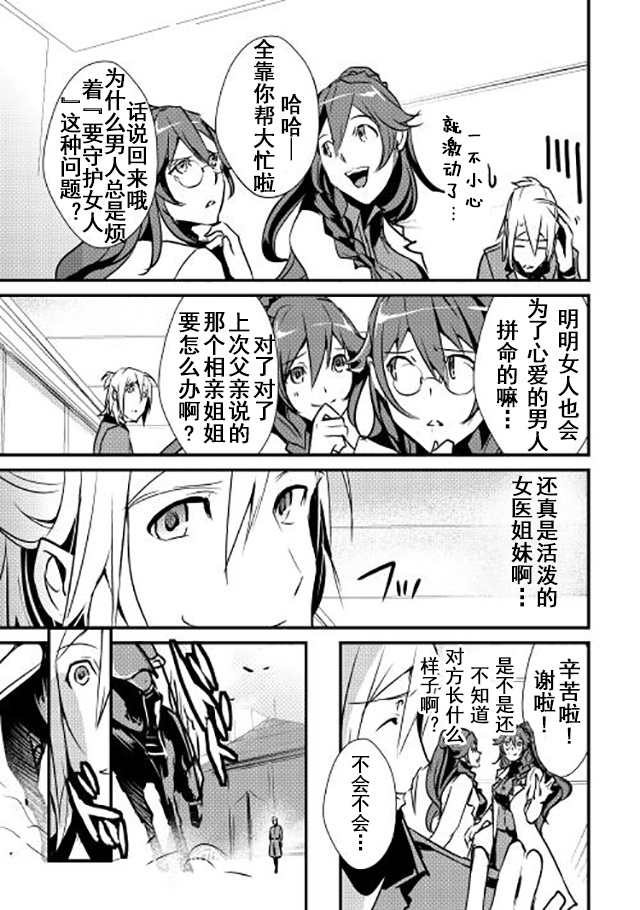 一不小心
就激动了…
哈哈—
全靠你帮大忙啦
话说回来哦
为什么男人总是烦
着『要守护女人
』这种问题？
明明女人也会
为了心爱的男人
拼命的嘛…
对了对了
上次父亲说的
那个相亲姐姐
要怎么办啊？
还真是活泼的
女医姐妹啊…
辛苦啦！
谢啦！
是不是还
不知道
对方长什么
样子啊？
不会不会…